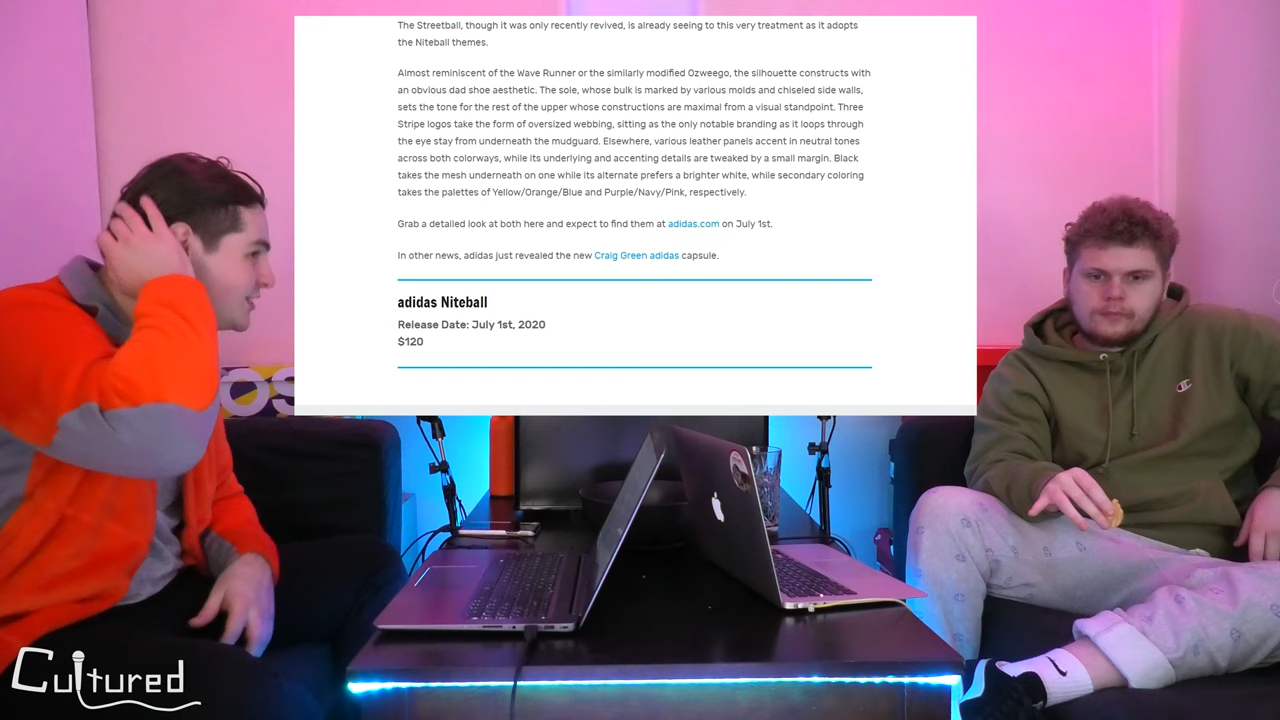 The Streetball, though it was only recently revived, is already seeing to this very treatment as it adopts
the Niteball themes.
Almost reminiscent of the Wave Runner or the similarly modified Ozweego, the silhouette constructs with
an obvious dad shoe aesthetic. The sole, whose bulk is marked by various molds and chiseled side walls,
sets the tone for the rest of the upper whose constructions are maximal from a visual standpoint. Three
Stripe logos take the form of oversized webbing, sitting as the only notable branding as it loops through
the eye stay from underneath the mudguard. Elsewhere, various leather panels accent in neutral tones
across both colorways, while its underlying and accenting details are tweaked by a small margin. Black
takes the mesh underneath on one while its alternate prefers a brighter white, while secondary coloring
takes the palettes of Yellow/Orange/Blue and Purple/Navy/Pink, respectively.
Grab a detailed look at both here and expect to find them at adidas.com on July 1st.
In other news, adidas just revealed the new Craig Green adidas capsule.
adidas Niteball
Release Date: July 1st, 2020
$120
OS
Cultured